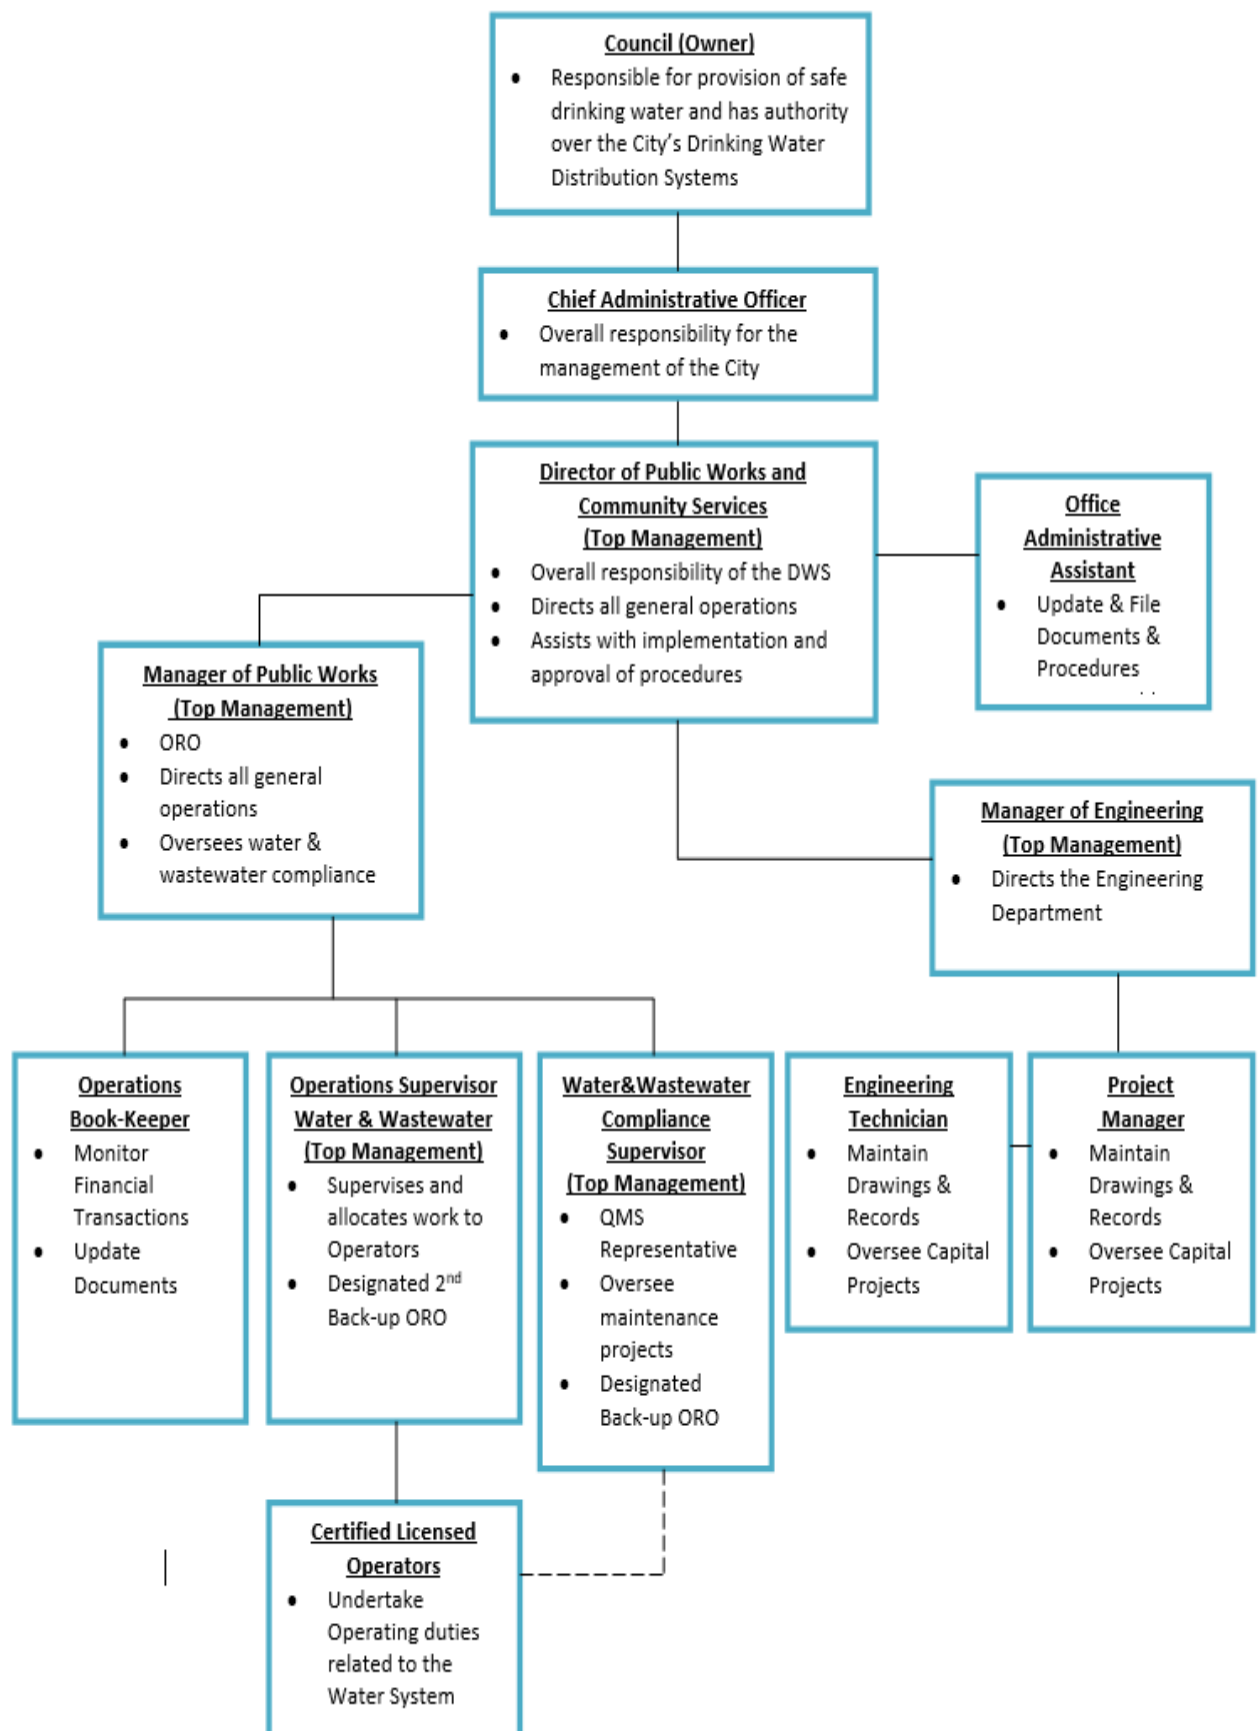 Council (Owner)
• Responsible for provision of safe
drinking water and has authority
over the City's Drinking Water
Distribution Systems
Chief Administrative Officer
• Overall responsibility for the
management of the City
Director of Public Works and
Community Services
(Top Management)
• Overall responsibility of the DWS
• Directs all general operations
• Assists with implementation and
approval of procedures
Office
Administrative
Assistant
• Update & File
Documents &
Procedures
Manager of Public Works
(Top Management)
• ORO
• Directs all general
operations
• Oversees water &
wastewater compliance
Manager of Engineering
(Top Management)
• Directs the Engineering
Department
Operations
Book-Keeper
• Monitor
Financial
Transactions
• Update
Documents
Operations Supervisor
Water & Wastewater
(Top Management)
• Supervises and
allocates work to
Operators
• Designated 2nd
Back-up ORO
Water&Wastewater
Compliance
Supervisor
(Top Management)
• QMS
Representative
• Oversee
maintenance
projects
• Designated
Back-up ORO
Engineering
Technician
• Maintain
Drawings &
Records
• Oversee Capital
Projects
Project
Manager
• Maintain
Drawings &
Records
• Oversee Capital
Projects
Certified Licensed
Operators
• Undertake
Operating duties
related to the
Water System